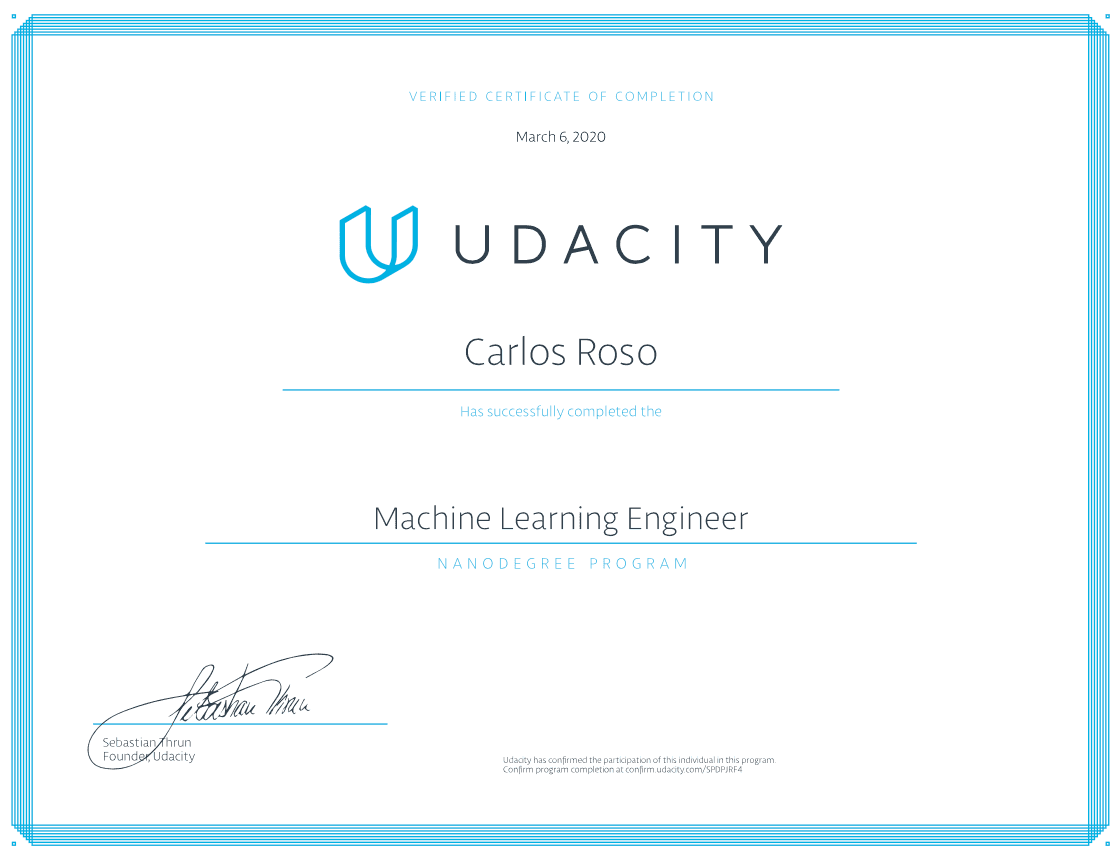 VERIFIED CERTIFICATE OF COMPLETION
March 6, 2020
UDACITY
Carlos Roso
Has successfully completed the
Machine Learning Engineer
NANODEGREE PROGRAM
Sebastian Thrun
Sebastian Thrun
Founder, Udacity
Udacity has confirmed the participation of this individual in this program.
Confirm program completion at confirm.udacity.com/SPDPJRF4